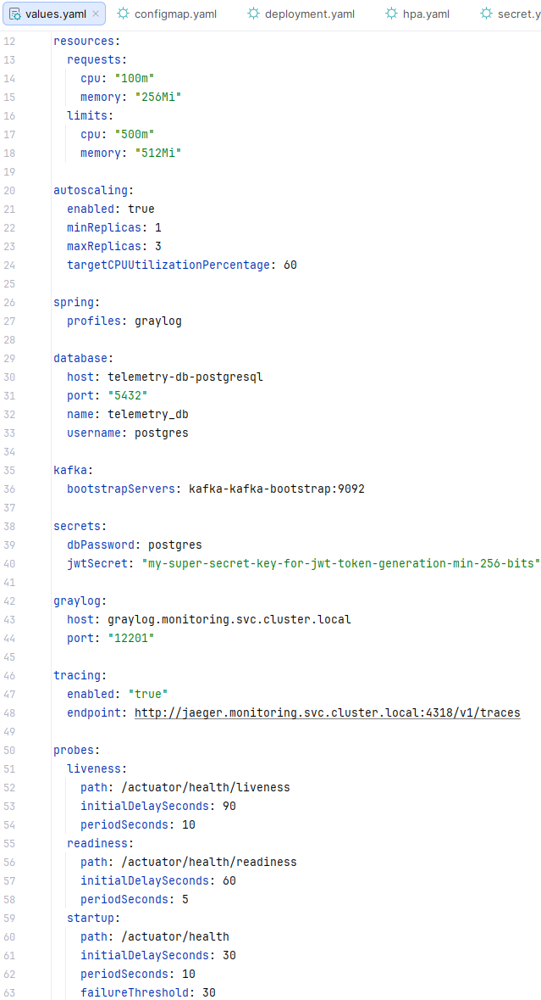 values.yaml × configmap.yaml deployment.yaml hpa.yaml secret.y
12 resources:
13   requests:
14     cpu: "100m"
15     memory: "256Mi"
16   limits:
17     cpu: "500m"
18     memory: "512Mi"
19
20 autoscaling:
21   enabled: true
22   minReplicas: 1
23   maxReplicas: 3
24   targetCPUUtilizationPercentage: 60
25
26 spring:
27   profiles: graylog
28
29 database:
30   host: telemetry-db-postgresql
31   port: "5432"
32   name: telemetry_db
33   username: postgres
34
35 kafka:
36   bootstrapServers: kafka-kafka-bootstrap:9092
37
38 secrets:
39   dbPassword: postgres
40   jwtSecret: "my-super-secret-key-for-jwt-token-generation-min-256-bits"
41
42 graylog:
43   host: graylog.monitoring.svc.cluster.local
44   port: "12201"
45
46 tracing:
47   enabled: "true"
48   endpoint: http://jaeger.monitoring.svc.cluster.local:4318/v1/traces
49
50 probes:
51   liveness:
52     path: /actuator/health/liveness
53     initialDelaySeconds: 90
54     periodSeconds: 10
55   readiness:
56     path: /actuator/health/readiness
57     initialDelaySeconds: 60
58     periodSeconds: 5
59   startup:
60     path: /actuator/health
61     initialDelaySeconds: 30
62     periodSeconds: 10
63     failureThreshold: 30